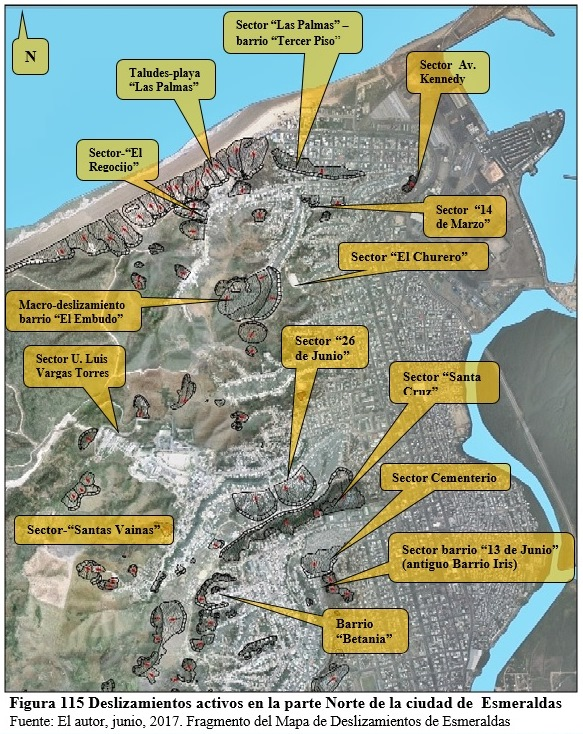 Sector “Las Palmas” –
barrio “Tercer Piso”
N
Taludes-playa
“Las Palmas”
Sector Av.
Kennedy
Sector-“El
Regocijo”
Sector “14
de Marzo”
Sector “El Churero”
Macro-deslizamiento
barrio “El Embudo”
Sector “26
de Junio”
Sector U. Luis
Vargas Torres
Sector “Santa
Cruz”
Sector Cementerio
Sector-“Santas Vainas”
Sector barrio “13 de Junio”
(antiguo Barrio Iris)
Barrio
“Betania”
Figura 115 Deslizamientos activos en la parte Norte de la ciudad de Esmeraldas
Fuente: El autor, junio, 2017. Fragmento del Mapa de Deslizamientos de Esmeraldas